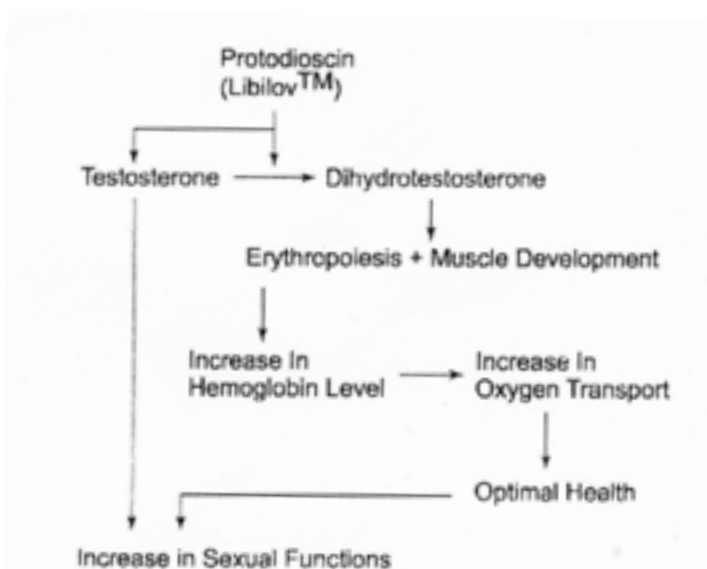 Protodioscin
(Libilov™)
Testosterone
Dihydrotestosterone
Erythropoiesis + Muscle Development
Increase In
Hemoglobin Level
Increase In
Oxygen Transport
Optimal Health
Increase in Sexual Functions